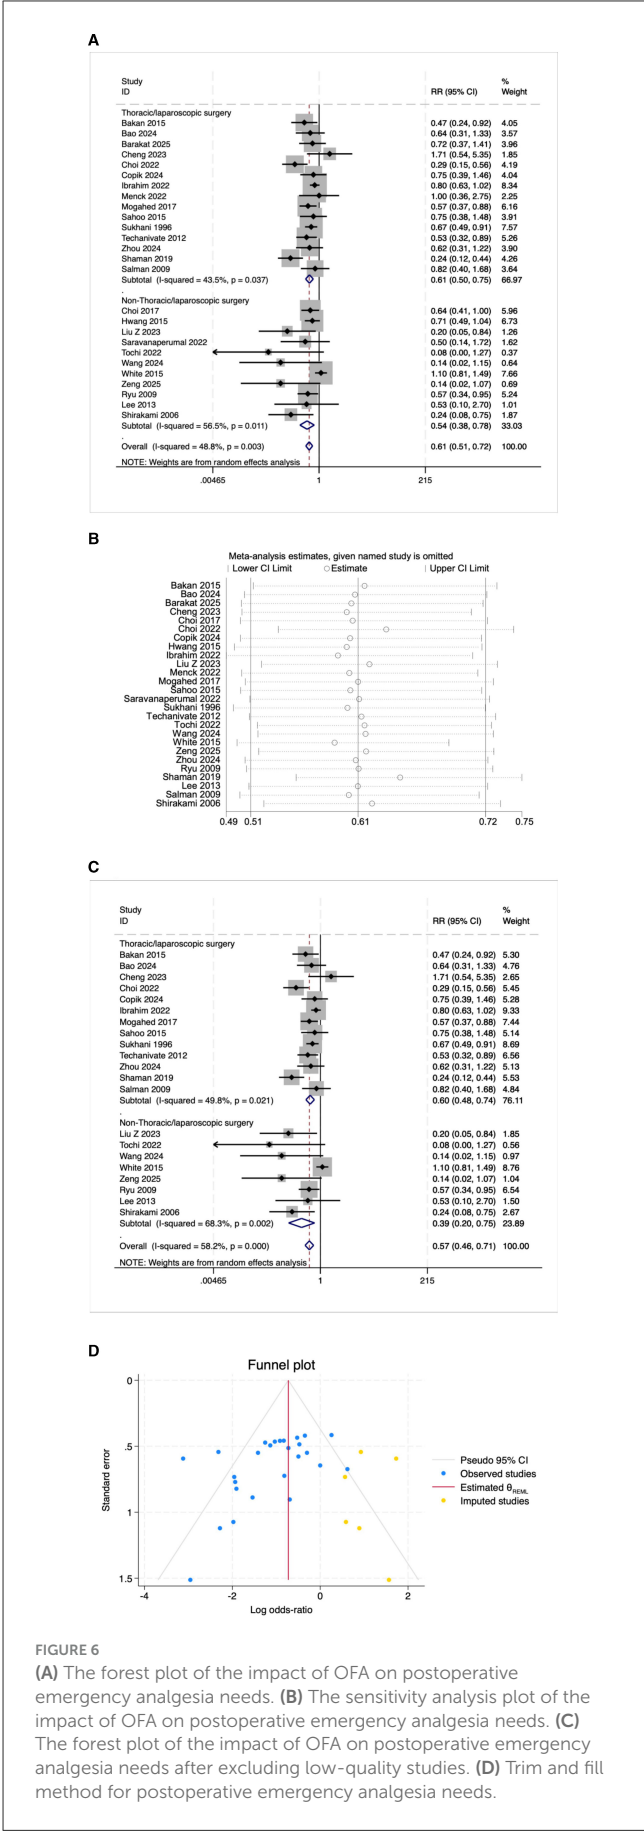 A
Study
ID
RR (95% CI)
%
Weight
Thoracic/laparoscopic surgery
Bakan 2015 0.47 (0.24, 0.92) 4.05
Bao 2024 0.64 (0.31, 1.33) 3.57
Barakat 2025 0.72 (0.37, 1.41) 3.96
Cheng 2023 1.71 (0.54, 5.35) 1.85
Choi 2022 0.29 (0.15, 0.56) 4.19
Copik 2024 0.75 (0.39, 1.46) 4.04
Ibrahim 2022 0.80 (0.63, 1.02) 8.34
Menck 2022 1.00 (0.36, 2.75) 2.25
Mogahed 2017 0.57 (0.37, 0.88) 6.16
Sahoo 2015 0.75 (0.38, 1.48) 3.91
Sukhani 1996 0.67 (0.49, 0.91) 7.57
Techanivate 2012 0.53 (0.32, 0.89) 5.26
Zhou 2024 0.62 (0.31, 1.22) 3.90
Shaman 2019 0.24 (0.12, 0.44) 4.26
Salman 2009 0.82 (0.40, 1.68) 3.64
Subtotal (I-squared = 43.5%, p = 0.037) 0.61 (0.50, 0.75) 66.97
.
Non-Thoracic/laparoscopic surgery
Choi 2017 0.64 (0.41, 1.00) 5.96
Hwang 2015 0.71 (0.49, 1.04) 6.73
Liu Z 2023 0.20 (0.05, 0.84) 1.26
Saravanaperumal 2022 0.50 (0.14, 1.72) 1.62
Tochi 2022 0.08 (0.00, 1.27) 0.37
Wang 2024 0.14 (0.02, 1.15) 0.64
White 2015 1.10 (0.81, 1.49) 7.66
Zeng 2025 0.14 (0.02, 1.07) 0.69
Ryu 2009 0.57 (0.34, 0.95) 5.24
Lee 2013 0.53 (0.10, 2.70) 1.01
Shirakami 2006 0.24 (0.08, 0.75) 1.87
Subtotal (I-squared = 56.5%, p = 0.011) 0.54 (0.38, 0.78) 33.03
.
Overall (I-squared = 48.8%, p = 0.003) 0.61 (0.51, 0.72) 100.00
NOTE: Weights are from random effects analysis
.00465 1 215
B
Meta-analysis estimates, given named study is omitted
Lower CI Limit Estimate Upper CI Limit
Bakan 2015
Bao 2024
Barakat 2025
Cheng 2023
Choi 2017
Choi 2022
Copik 2024
Hwang 2015
Ibrahim 2022
Liu Z 2023
Menck 2022
Mogahed 2017
Sahoo 2015
Saravanaperumal 2022
Sukhani 1996
Techanivate 2012
Tochi 2022
Wang 2024
White 2015
Zeng 2025
Zhou 2024
Ryu 2009
Shaman 2019
Lee 2013
Salman 2009
Shirakami 2006
0.49 0.51 0.61 0.72 0.75
C
Study
ID
RR (95% CI)
%
Weight
Thoracic/laparoscopic surgery
Bakan 2015 0.47 (0.24, 0.92) 5.30
Bao 2024 0.64 (0.31, 1.33) 4.76
Cheng 2023 1.71 (0.54, 5.35) 2.65
Choi 2022 0.29 (0.15, 0.56) 5.45
Copik 2024 0.75 (0.39, 1.46) 5.28
Ibrahim 2022 0.80 (0.63, 1.02) 9.33
Mogahed 2017 0.57 (0.37, 0.88) 7.44
Sahoo 2015 0.75 (0.38, 1.48) 5.14
Sukhani 1996 0.67 (0.49, 0.91) 8.69
Techanivate 2012 0.53 (0.32, 0.89) 6.56
Zhou 2024 0.62 (0.31, 1.22) 5.13
Shaman 2019 0.24 (0.12, 0.44) 5.53
Salman 2009 0.82 (0.40, 1.68) 4.84
Subtotal (I-squared = 49.8%, p = 0.021) 0.60 (0.48, 0.74) 76.11
.
Non-Thoracic/laparoscopic surgery
Liu Z 2023 0.20 (0.05, 0.84) 1.85
Tochi 2022 0.08 (0.00, 1.27) 0.56
Wang 2024 0.14 (0.02, 1.15) 0.97
White 2015 1.10 (0.81, 1.49) 8.76
Zeng 2025 0.14 (0.02, 1.07) 1.04
Ryu 2009 0.57 (0.34, 0.95) 6.54
Lee 2013 0.53 (0.10, 2.70) 1.50
Shirakami 2006 0.24 (0.08, 0.75) 2.67
Subtotal (I-squared = 68.3%, p = 0.002) 0.39 (0.20, 0.75) 23.89
.
Overall (I-squared = 58.2%, p = 0.000) 0.57 (0.46, 0.71) 100.00
NOTE: Weights are from random effects analysis
.00465 1 215
D
Funnel plot
Standard error
0
.5
1
1.5
-4 -2 0 2
Log odds-ratio
Pseudo 95% CI
Observed studies
Estimated θREML
Imputed studies
FIGURE 6
(A) The forest plot of the impact of OFA on postoperative
emergency analgesia needs. (B) The sensitivity analysis plot of the
impact of OFA on postoperative emergency analgesia needs. (C)
The forest plot of the impact of OFA on postoperative emergency
analgesia needs after excluding low-quality studies. (D) Trim and fill
method for postoperative emergency analgesia needs.